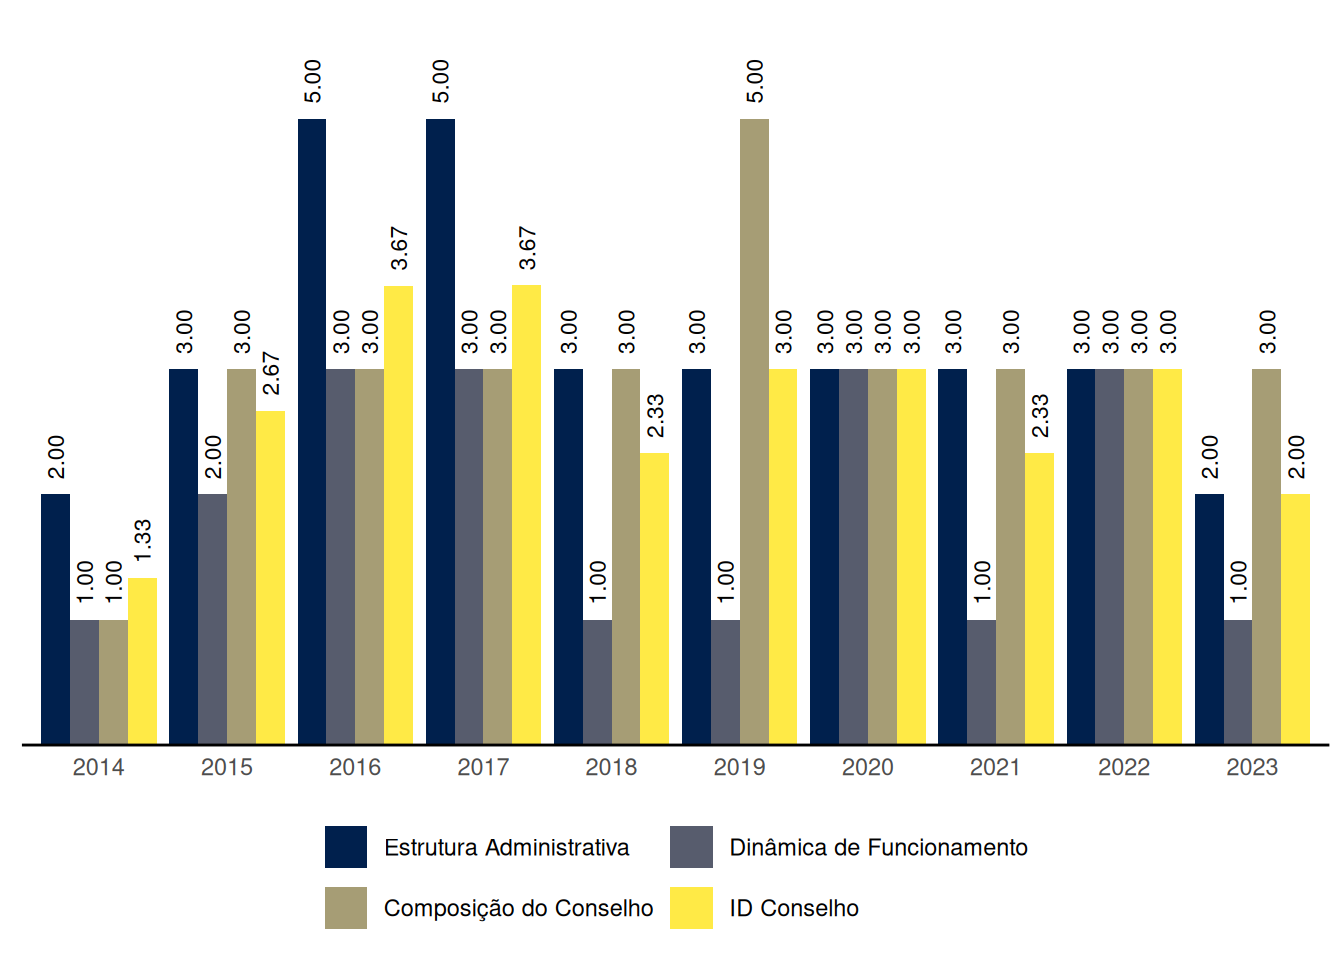 2.00 1.00 1.00 1.33 3.00 2.00 3.00 2.67 5.00 3.00 3.00 3.67 5.00 3.00 3.00 3.67 3.00 1.00 3.00 2.33 3.00 1.00 5.00 3.00 3.00 3.00 3.00 3.00 3.00 1.00 3.00 2.33 3.00 3.00 3.00 3.00 2.00 1.00 3.00 2.00
2014 2015 2016 2017 2018 2019 2020 2021 2022 2023
Estrutura Administrativa Dinâmica de Funcionamento
Composição do Conselho ID Conselho